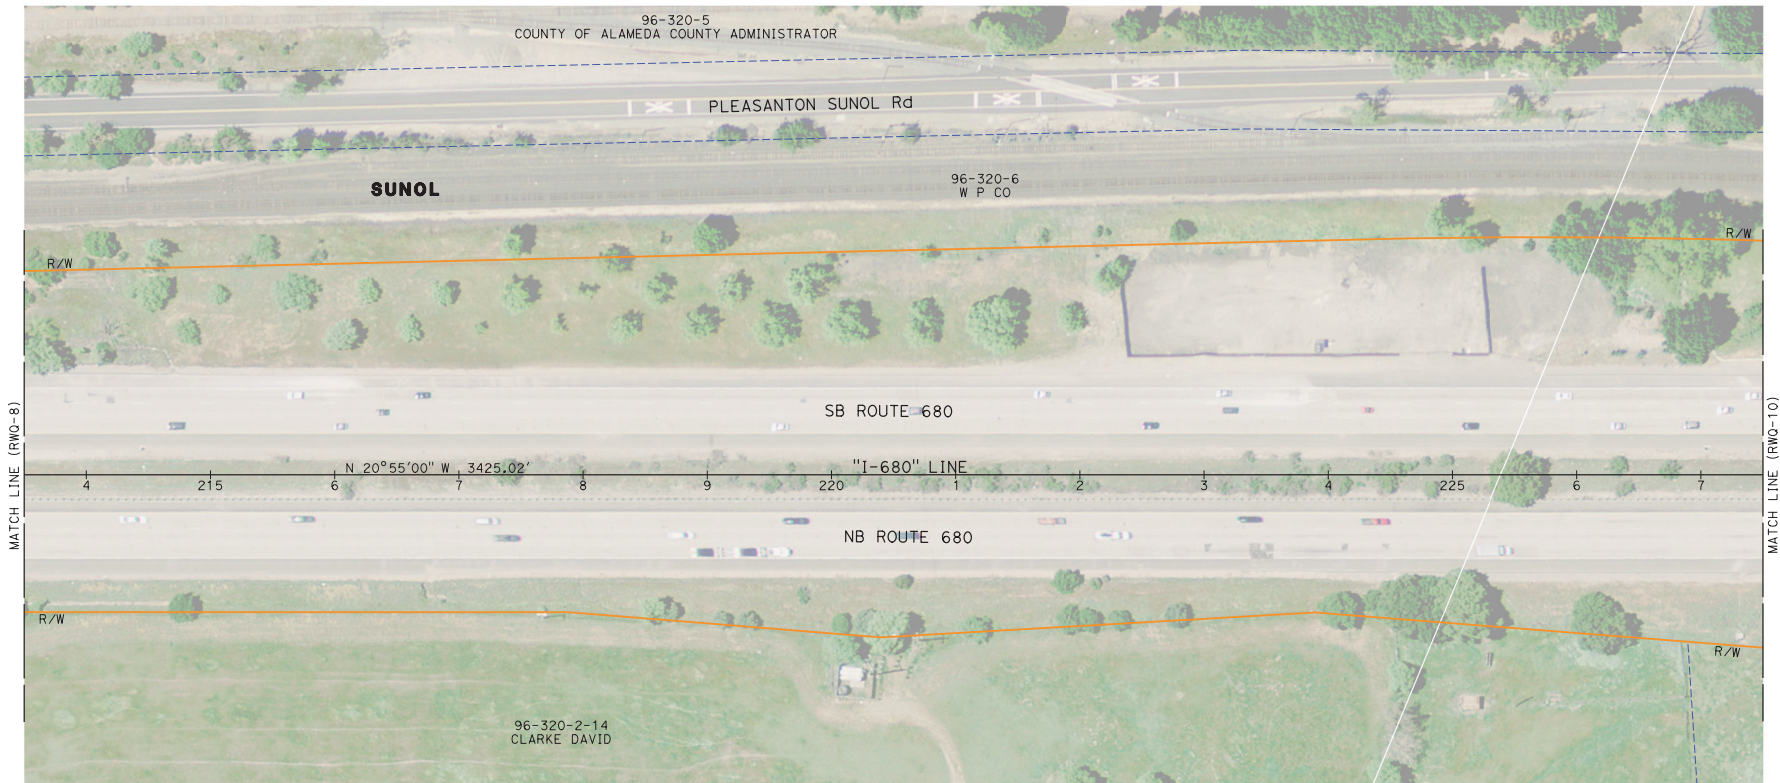 96-320-5
COUNTY OF ALAMEDA COUNTY ADMINISTRATOR
PLEASANTON SUNOL Rd
SUNOL
96-320-6
W P CO
R/W
R/W
SB ROUTE 680
MATCH LINE (RWQ-8)
MATCH LINE (RWQ-10)
N 20°55'00" W 3425.02'
"I-680" LINE
4 215 6 7 8 9 220 1 2 3 4 225 6 7
NB ROUTE 680
R/W
R/W
96-320-2-14
CLARKE DAVID